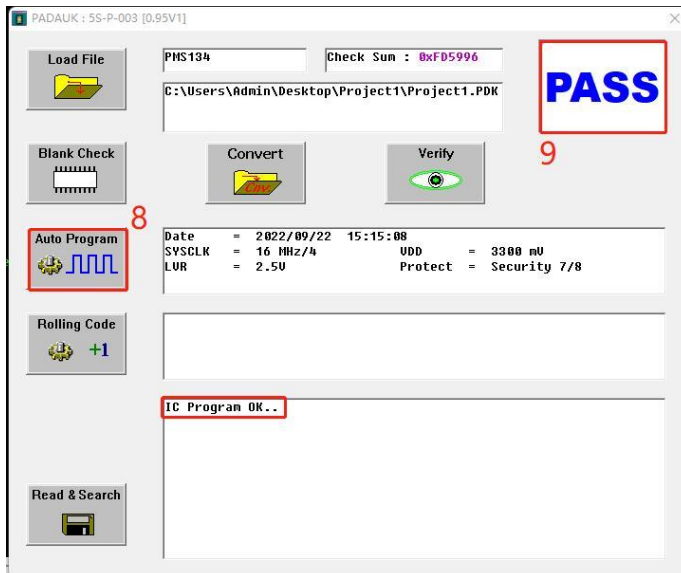 PADAUK : 5S-P-003 [0.95V1]
Load File
PMS134
Check Sum : 0xFD5996
C:\Users\Admin\Desktop\Project1\Project1.PDK
PASS
9
Blank Check
Convert
Cnv.
Verify
8
Auto Program
Date = 2022/09/22 15:15:08
SYSCLK = 16 MHz/4 VDD = 3300 mV
LVR = 2.5V Protect = Security 7/8
Rolling Code
+1
IC Program OK..
Read & Search